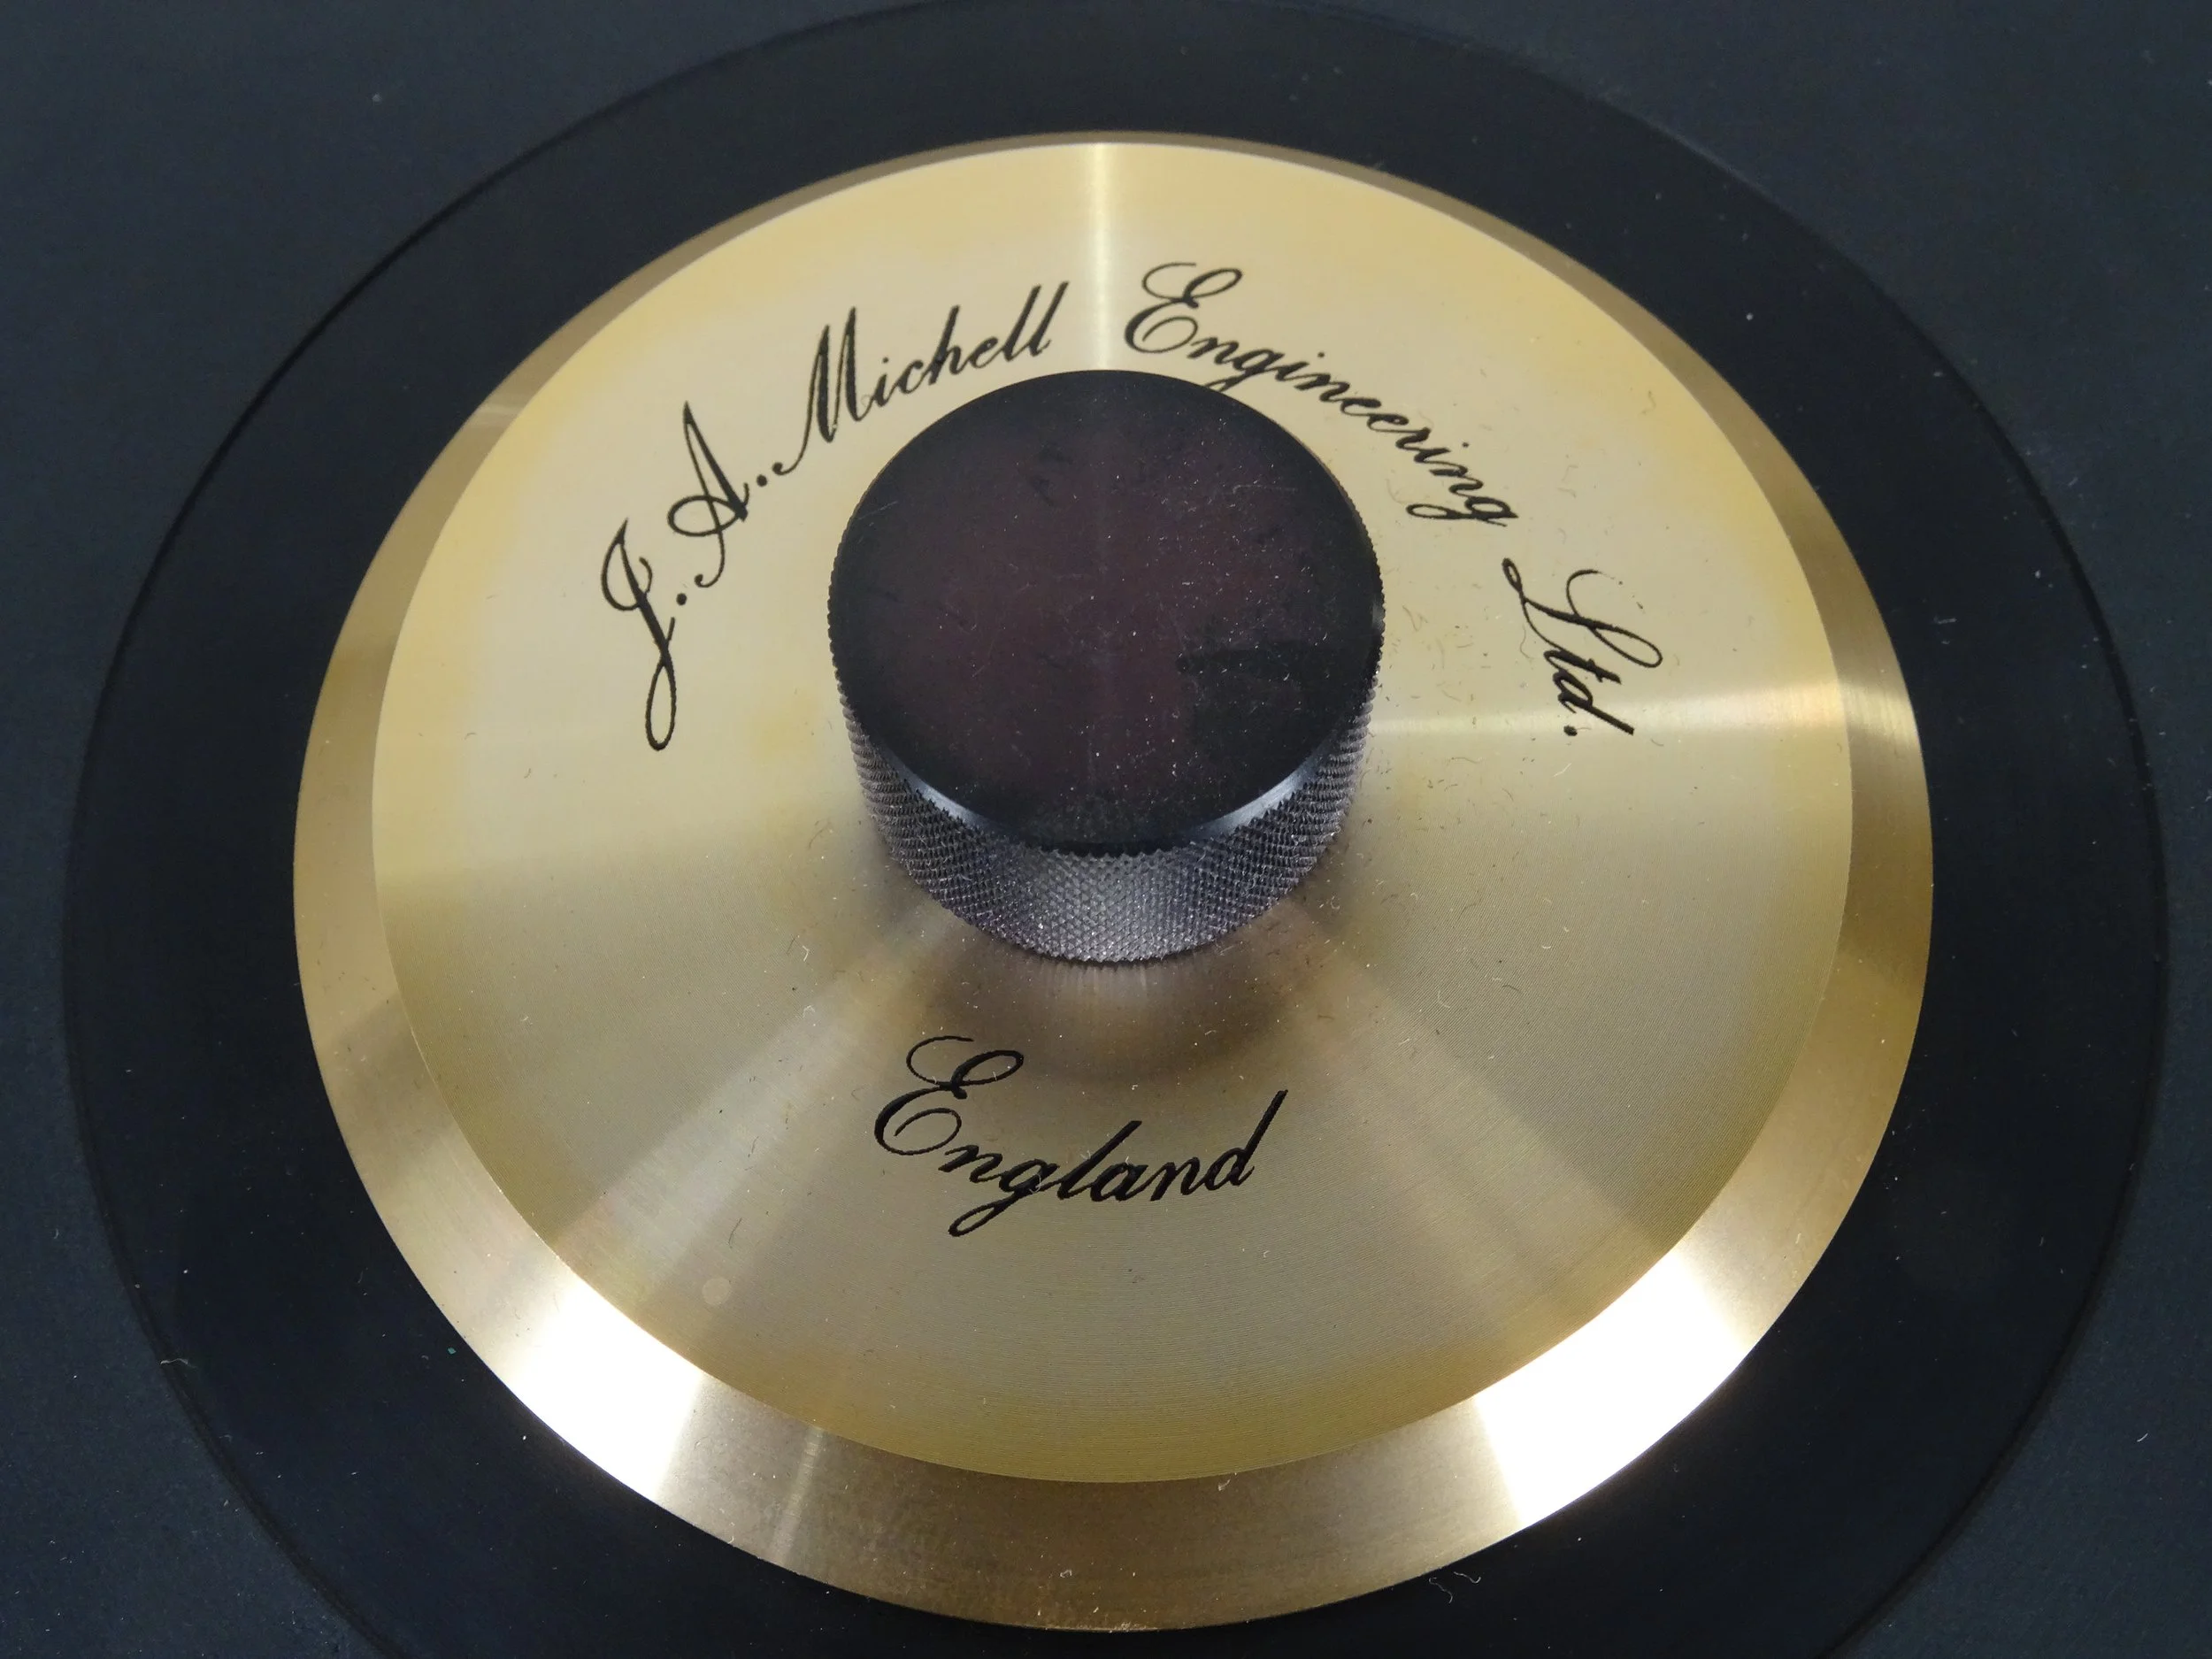 J. A. Michell Engineering Ltd.
England